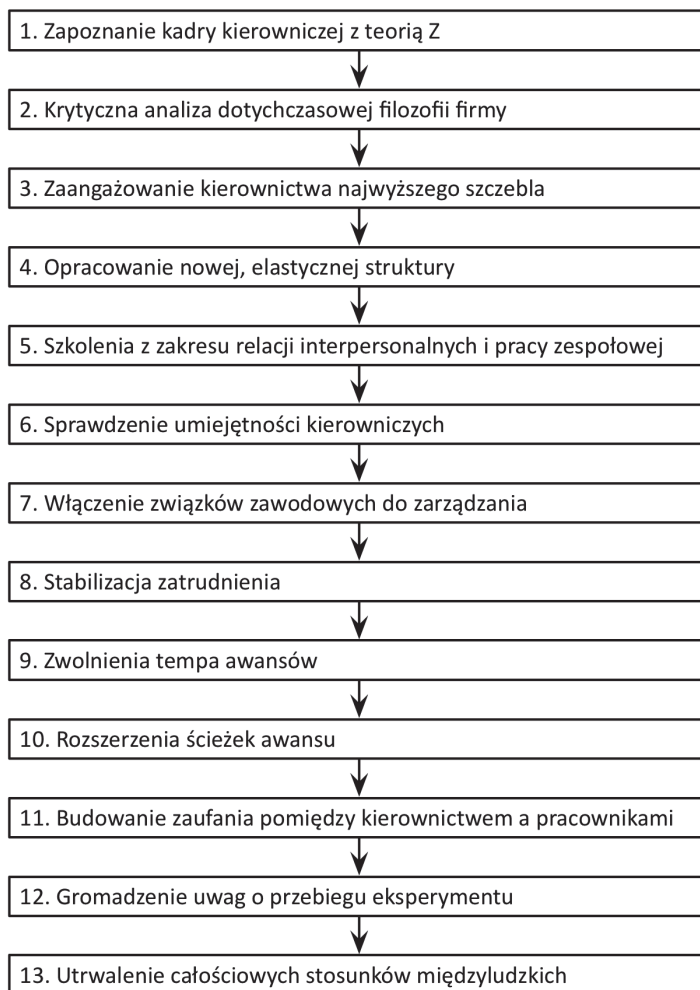 1. Zapoznanie kadry kierowniczej z teorią Z
2. Krytyczna analiza dotychczasowej filozofii firmy
3. Zaangażowanie kierownictwa najwyższego szczebla
4. Opracowanie nowej, elastycznej struktury
5. Szkolenia z zakresu relacji interpersonalnych i pracy zespołowej
6. Sprawdzenie umiejętności kierowniczych
7. Włączenie związków zawodowych do zarządzania
8. Stabilizacja zatrudnienia
9. Zwolnienia tempa awansów
10. Rozszerzenia ścieżek awansu
11. Budowanie zaufania pomiędzy kierownictwem a pracownikami
12. Gromadzenie uwag o przebiegu eksperymentu
13. Utrwalenie całościowych stosunków międzyludzkich